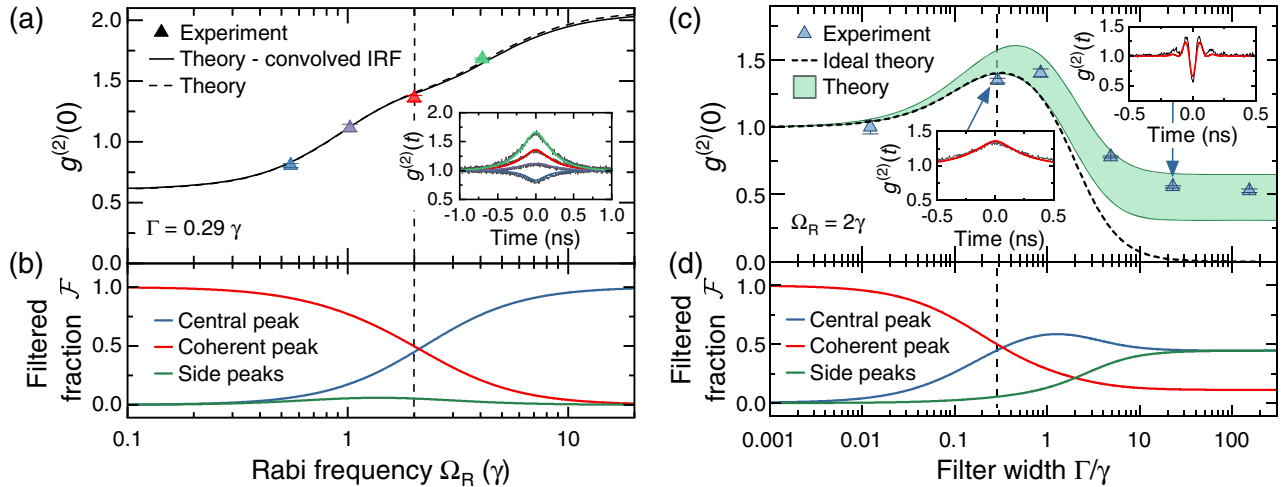 (a)
2.0
1.5
1.0
0.5
0.0
g(2)(0)
Experiment
Theory - convolved IRF
Theory
Γ = 0.29 γ
g(2)(t)
2.0
1.5
1.0
0.5
-1.0 0.0 1.0
Time (ns)
(b)
1.0
0.5
0.0
Filtered
fraction ℱ
Central peak
Coherent peak
Side peaks
0.1 1 10
Rabi frequency ΩR (γ)
(c)
2.0
1.5
1.0
0.5
0.0
g(2)(0)
Experiment
Ideal theory
Theory
ΩR = 2γ
g(2)(t)
1.5
1.0
0.5
-0.5 0.0 0.5
Time (ns)
g(2)(t)
1.5
1.0
0.5
-0.5 0.0 0.5
Time (ns)
(d)
1.0
0.5
0.0
Filtered
fraction ℱ
Central peak
Coherent peak
Side peaks
0.001 0.01 0.1 1 10 100
Filter width Γ/γ